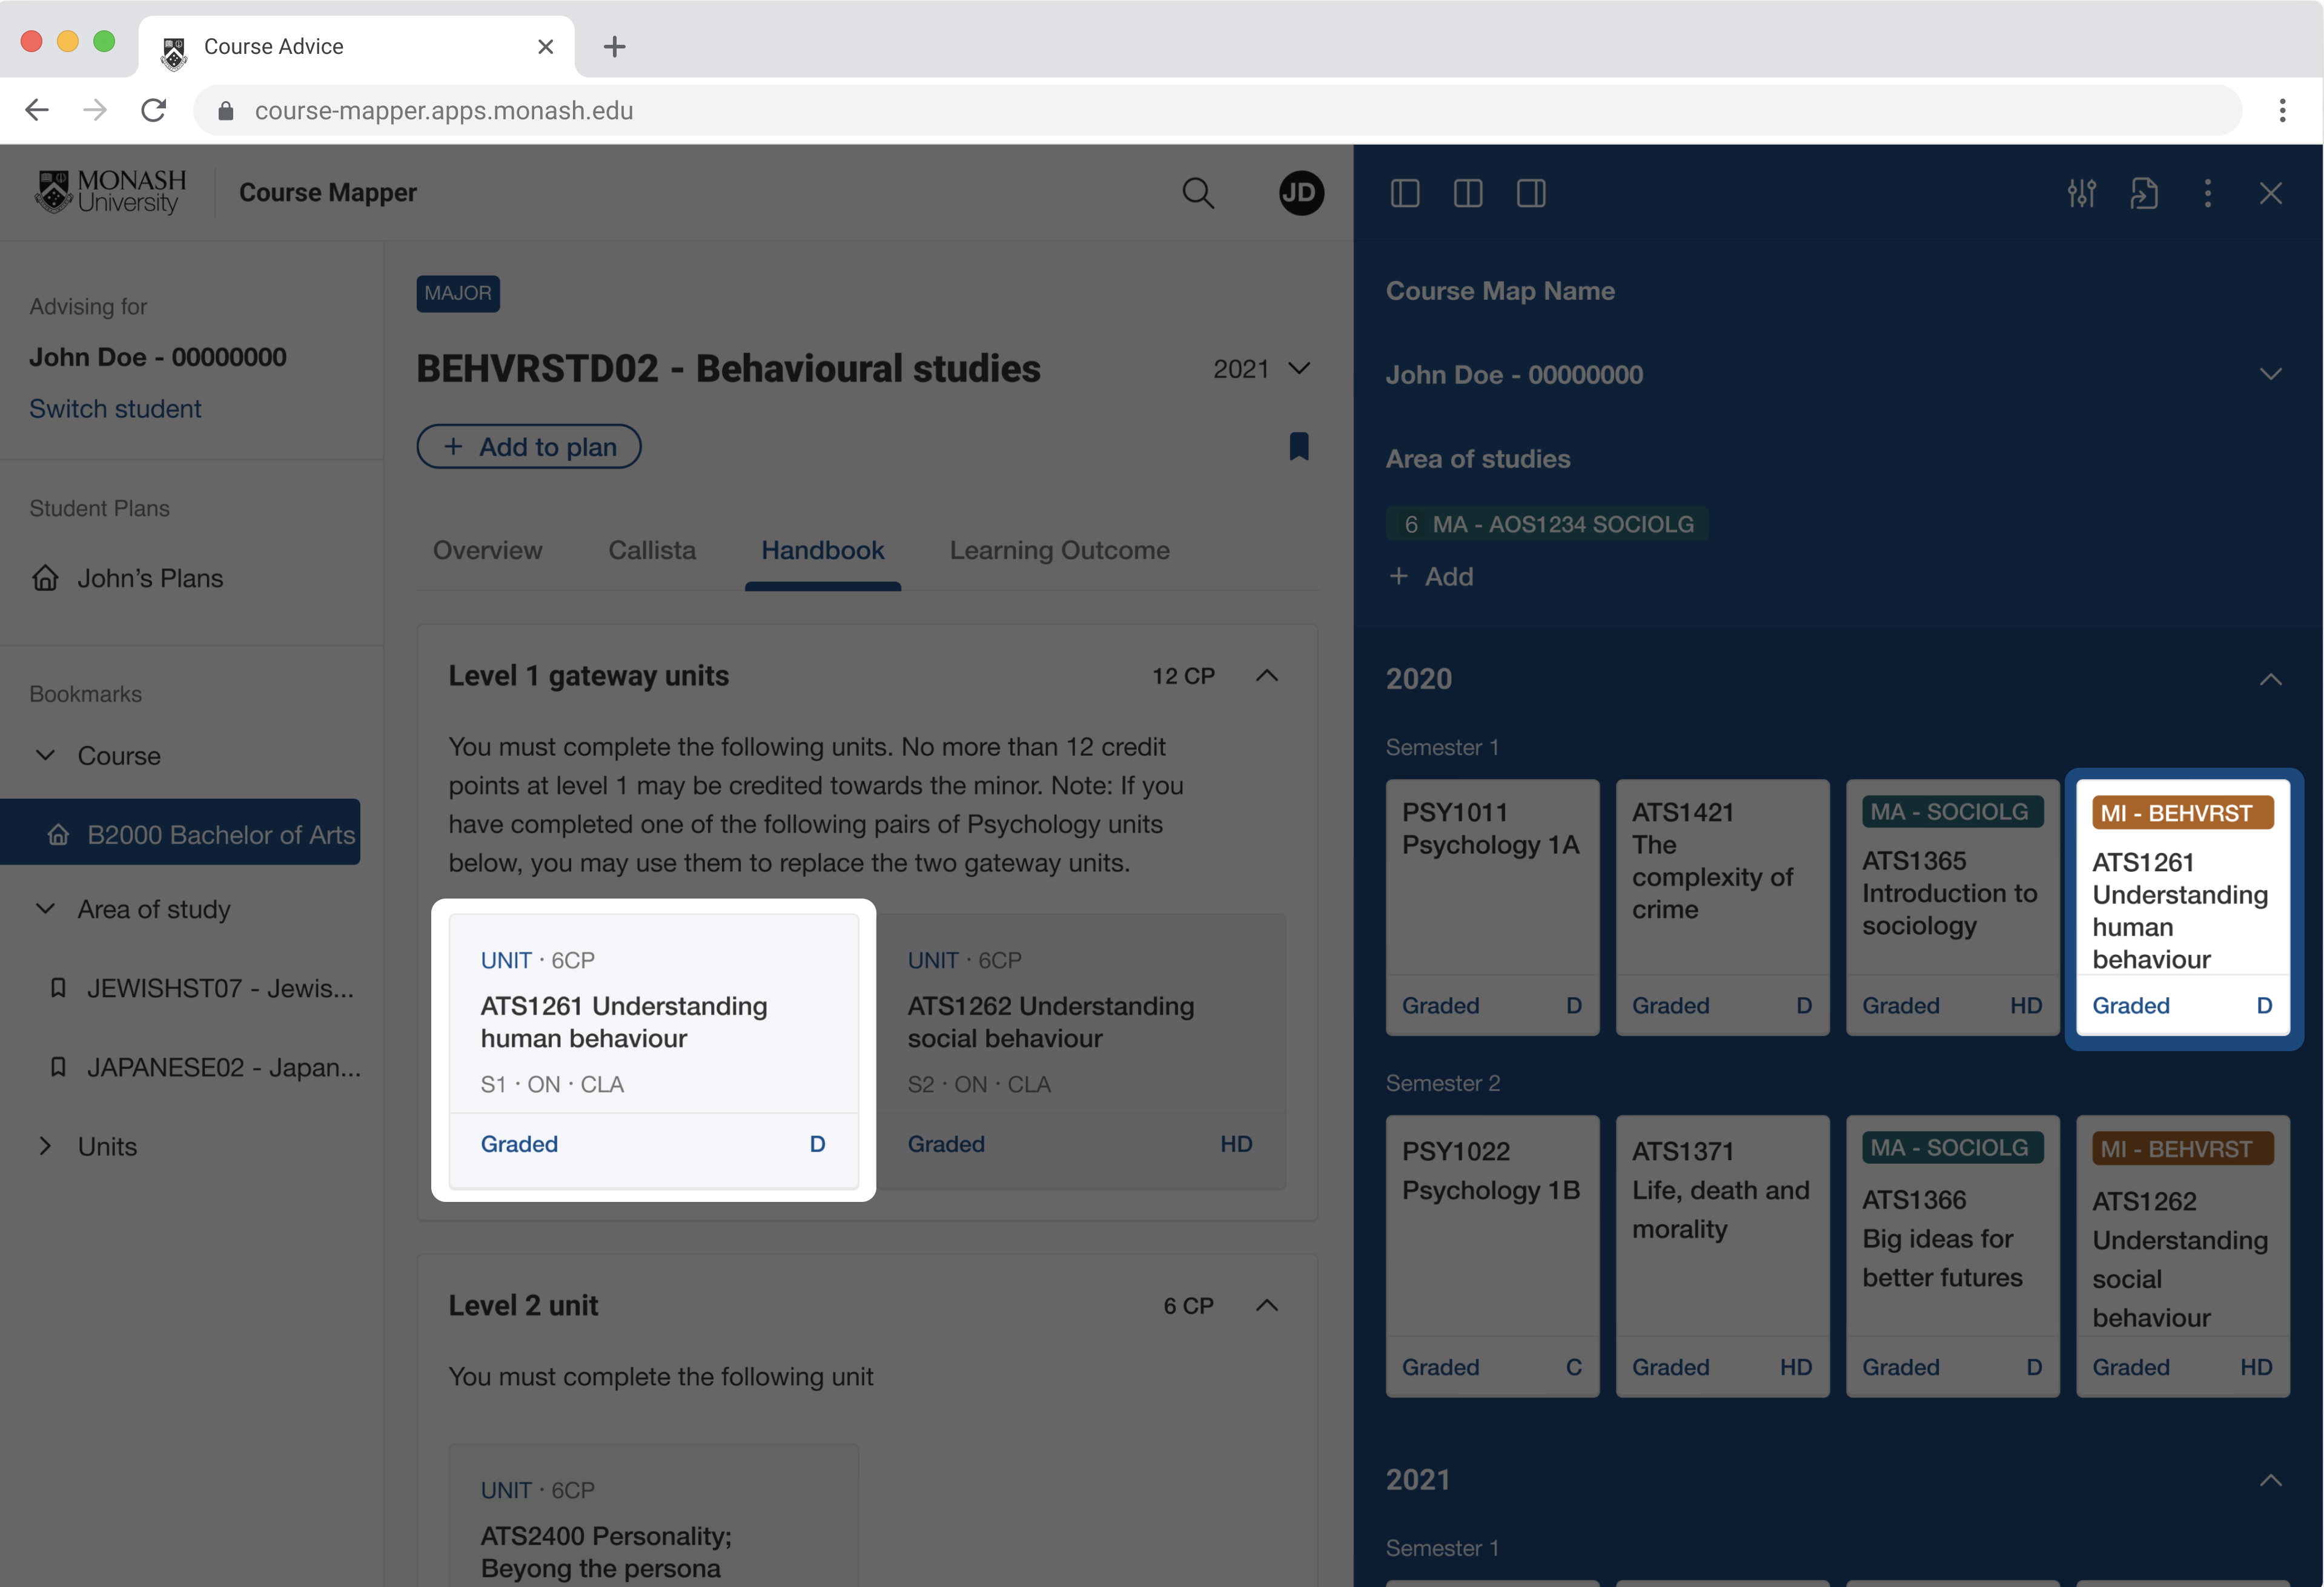 Course Advice
course-mapper.apps.monash.edu
MONASH
University
Course Mapper
JD
Advising for
John Doe - 00000000
Switch student
Student Plans
John’s Plans
Bookmarks
Course
B2000 Bachelor of Arts
Area of study
JEWISHST07 - Jewis...
JAPANESE02 - Japan...
Units
MAJOR
BEHVRSTD02 - Behavioural studies
2021
+ Add to plan
Overview
Callista
Handbook
Learning Outcome
Level 1 gateway units
12 CP
You must complete the following units. No more than 12 credit
points at level 1 may be credited towards the minor. Note: If you
have completed one of the following pairs of Psychology units
below, you may use them to replace the two gateway units.
UNIT · 6CP
ATS1261 Understanding
human behaviour
S1 · ON · CLA
Graded D
UNIT · 6CP
ATS1262 Understanding
social behaviour
S2 · ON · CLA
Graded HD
Level 2 unit
6 CP
You must complete the following unit
UNIT · 6CP
ATS2400 Personality;
Beyong the persona
Course Map Name
John Doe - 00000000
Area of studies
6 MA - AOS1234 SOCIOLG
+ Add
2020
Semester 1
PSY1011
Psychology 1A
Graded D
ATS1421
The
complexity of
crime
Graded D
MA - SOCIOLG
ATS1365
Introduction to
sociology
Graded HD
MI - BEHVRST
ATS1261
Understanding
human
behaviour
Graded D
Semester 2
PSY1022
Psychology 1B
Graded C
ATS1371
Life, death and
morality
Graded HD
MA - SOCIOLG
ATS1366
Big ideas for
better futures
Graded D
MI - BEHVRST
ATS1262
Understanding
social
behaviour
Graded HD
2021
Semester 1